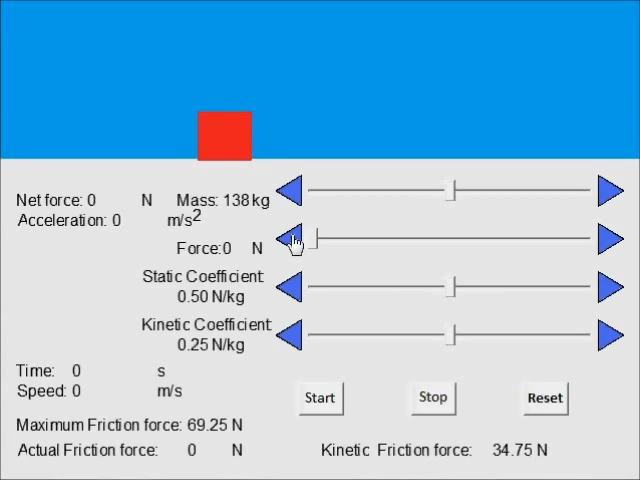 Net force: 0 N Mass: 138 kg
Acceleration: 0 m/s2
Force:0 N
Static Coefficient:
0.50 N/kg
Kinetic Coefficient:
0.25 N/kg
Time: 0 s
Speed: 0 m/s
Start Stop Reset
Maximum Friction force: 69.25 N
Actual Friction force: 0 N Kinetic Friction force: 34.75 N